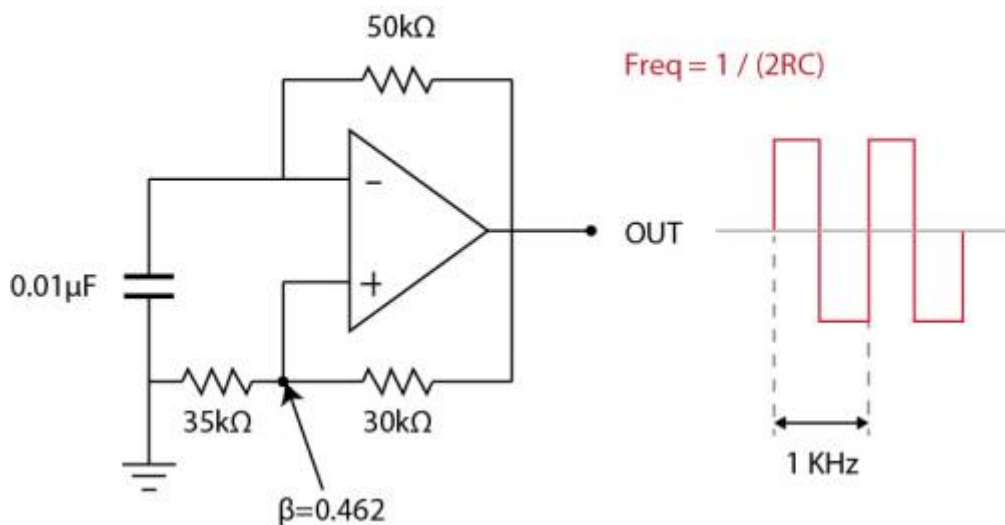 50kΩ
Freq = 1 / (2RC)
-
OUT
0.01µF
+
35kΩ
30kΩ
1 KHz
β=0.462